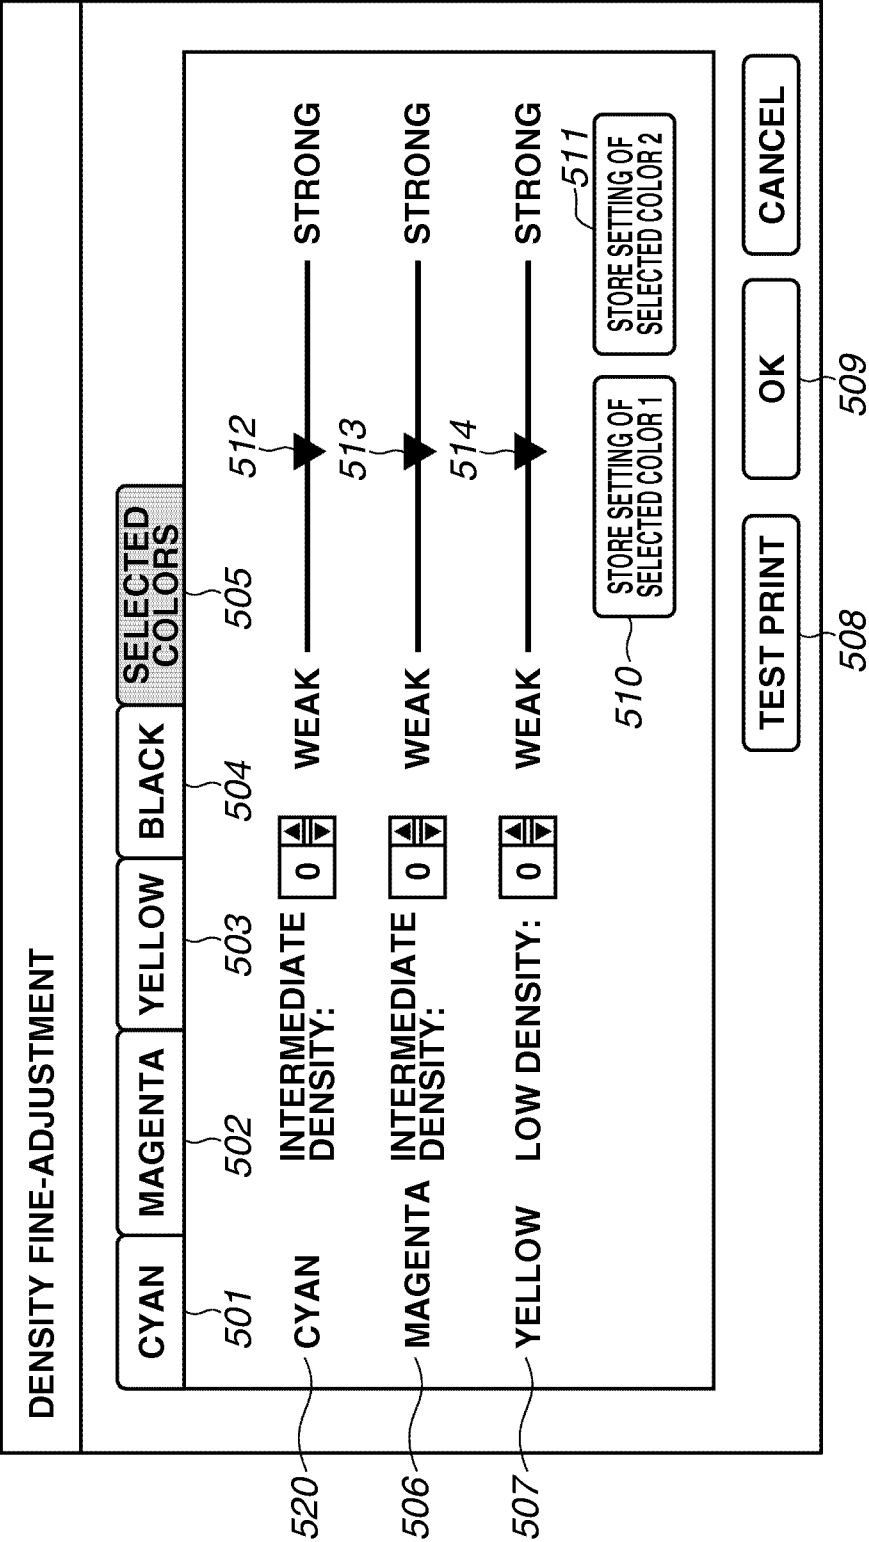 DENSITY FINE-ADJUSTMENT
CYAN
MAGENTA
YELLOW
BLACK
SELECTED
COLORS
501
502
503
504
505
520
CYAN
INTERMEDIATE
DENSITY:
0
WEAK
512
STRONG
506
MAGENTA
INTERMEDIATE
DENSITY:
0
WEAK
513
STRONG
507
YELLOW
LOW DENSITY:
0
WEAK
514
STRONG
510
STORE SETTING OF
SELECTED COLOR 1
511
STORE SETTING OF
SELECTED COLOR 2
TEST PRINT
OK
CANCEL
508
509